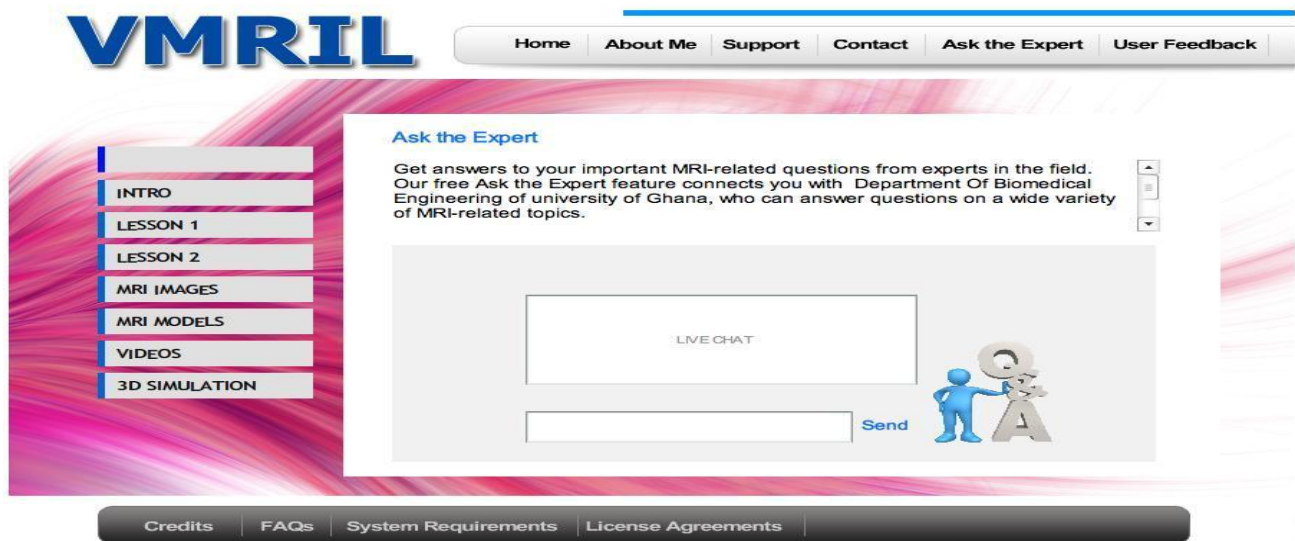 VMRIL
Home About Me Support Contact Ask the Expert User Feedback
Ask the Expert
Get answers to your important MRI-related questions from experts in the field.
Our free Ask the Expert feature connects you with Department Of Biomedical
Engineering of university of Ghana, who can answer questions on a wide variety
of MRI-related topics.
INTRO
LESSON 1
LESSON 2
MRI IMAGES
MRI MODELS
VIDEOS
3D SIMULATION
LIVE CHAT
Send
Q&A
Credits FAQs System Requirements License Agreements